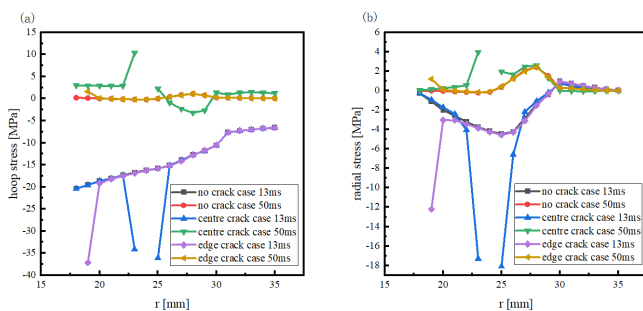 (a)
15
10
5
0
-5
-10
-15
-20
-25
-30
-35
-40
hoop stress [MPa]
no crack case 13ms
no crack case 50ms
centre crack case 13ms
centre crack case 50ms
edge crack case 13ms
edge crack case 50ms
15 20 25 30 35
r [mm]
(b)
6
4
2
0
-2
-4
-6
-8
-10
-12
-14
-16
-18
radial stress [MPa]
no crack case 13ms
no crack case 50ms
centre crack case 13ms
centre crack case 50ms
edge crack case 13ms
edge crack case 50ms
15 20 25 30 35
r [mm]